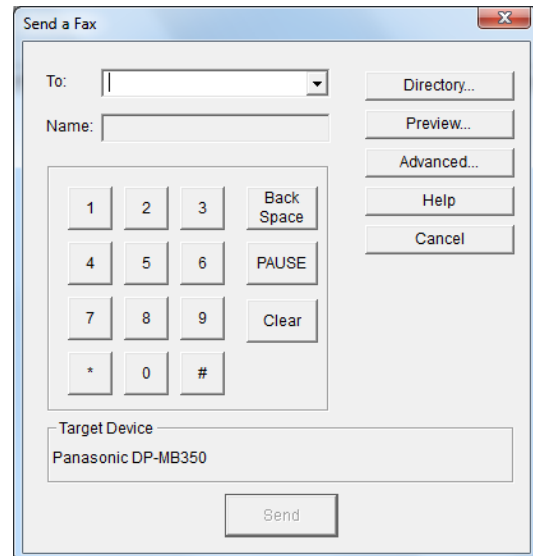 Send a Fax
To:
Directory...
Name:
Preview...
Advanced...
1 2 3 Back Space
Help
Cancel
4 5 6 PAUSE
7 8 9 Clear
* 0 #
Target Device
Panasonic DP-MB350
Send